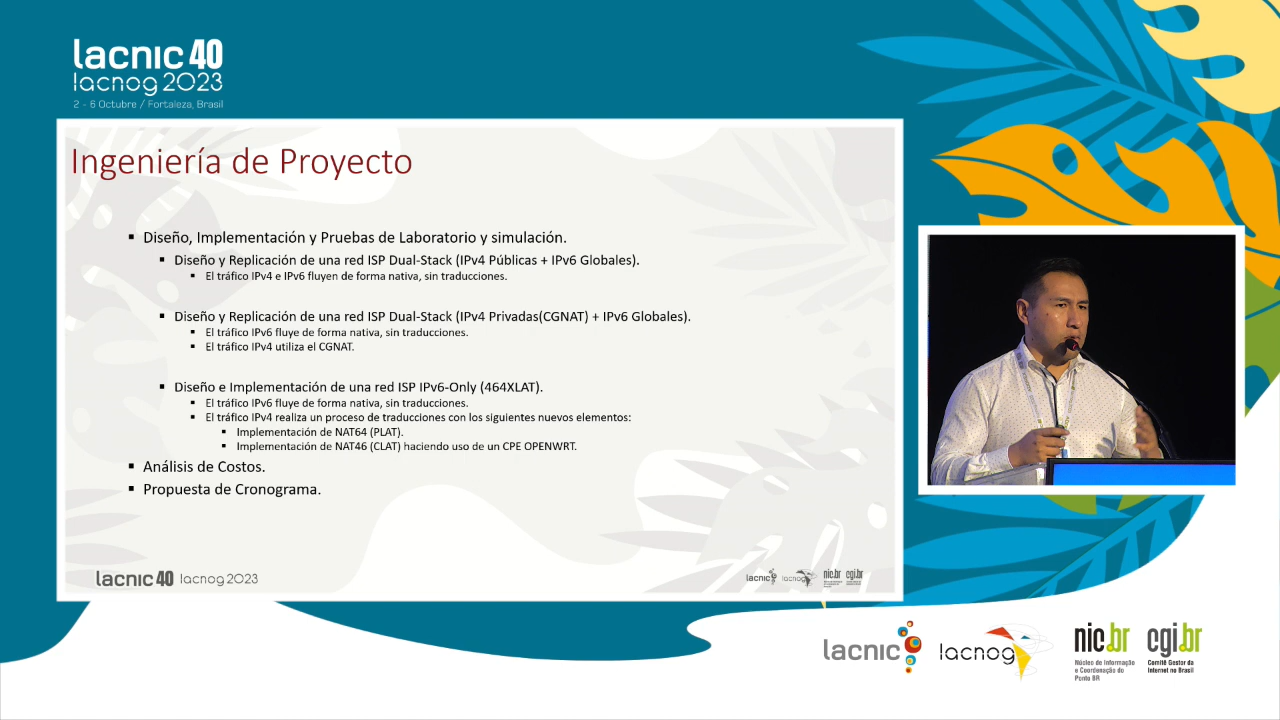 lacnic 40
lacnog 2023
2 - 6 Octubre / Fortaleza, Brasil
Ingeniería de Proyecto
▪ Diseño, Implementación y Pruebas de Laboratorio y simulación.
▪ Diseño y Replicación de una red ISP Dual-Stack (IPv4 Públicas + IPv6 Globales).
▪ El tráfico IPv4 e IPv6 fluyen de forma nativa, sin traducciones.
▪ Diseño y Replicación de una red ISP Dual-Stack (IPv4 Privadas(CGNAT) + IPv6 Globales).
▪ El tráfico IPv6 fluye de forma nativa, sin traducciones.
▪ El tráfico IPv4 utiliza el CGNAT.
▪ Diseño e Implementación de una red ISP IPv6-Only (464XLAT).
▪ El tráfico IPv6 fluye de forma nativa, sin traducciones.
▪ El tráfico IPv4 realiza un proceso de traducciones con los siguientes nuevos elementos:
▪ Implementación de NAT64 (PLAT).
▪ Implementación de NAT46 (CLAT) haciendo uso de un CPE OPENWRT.
▪ Análisis de Costos.
▪ Propuesta de Cronograma.
lacnic 40 lacnog 2023
lacnic lacnog nic.br cgi.br
lacnic lacnog nic.br cgi.br
Núcleo de Informação
e Coordenação do
Ponto BR
Comitê Gestor da
Internet no Brasil